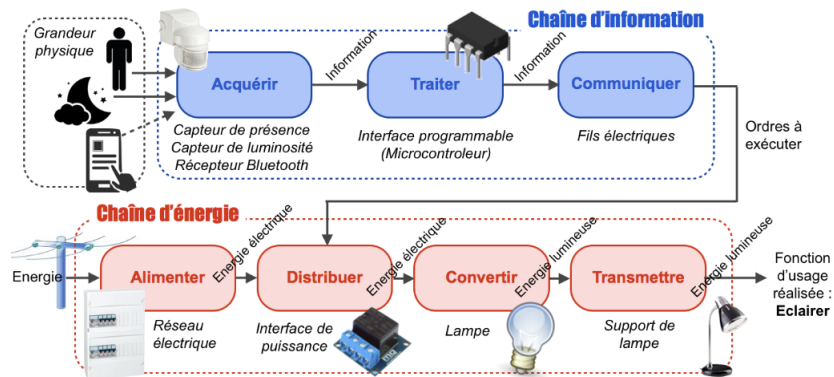 Grandeur
physique
Chaîne d'information
Acquérir
Information
Traiter
Information
Communiquer
Capteur de présence
Capteur de luminosité
Récepteur Bluetooth
Interface programmable
(Microcontroleur)
Fils électriques
Ordres à
exécuter
Chaîne d'énergie
Energie
Alimenter
Energie électrique
Distribuer
Energie électrique
Convertir
Energie lumineuse
Transmettre
Energie lumineuse
Réseau
électrique
Interface de
puissance
Lampe
Support de
lampe
Fonction
d'usage
réalisée :
Eclairer